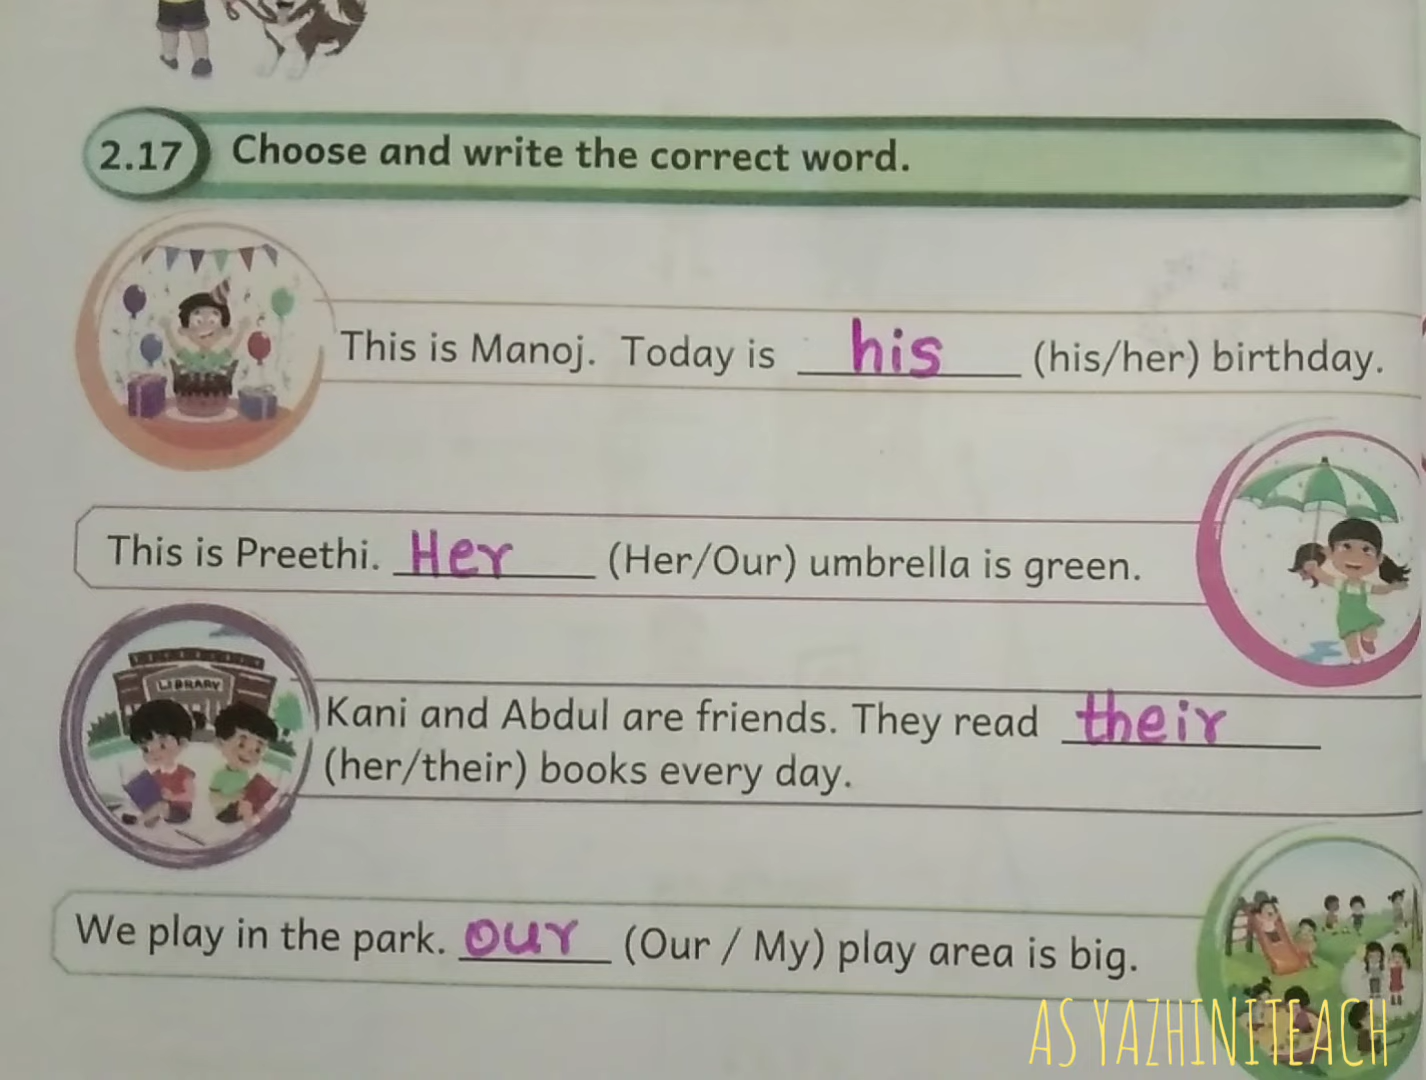 2.17 Choose and write the correct word.
This is Manoj. Today is his (his/her) birthday.
This is Preethi. Her (Her/Our) umbrella is green.
LIBRARY
Kani and Abdul are friends. They read their
(her/their) books every day.
We play in the park. our (Our / My) play area is big.
AS YAZHINITEACH